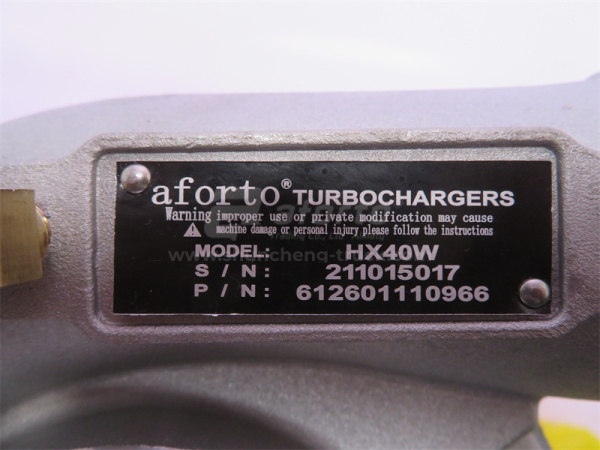 aforto® TURBOCHARGERS
Warning improper use or private modification may cause
machine damage or personal injury please follow the instructions
MODEL: HX40W
S / N: 211015017
P / N: 612601110966